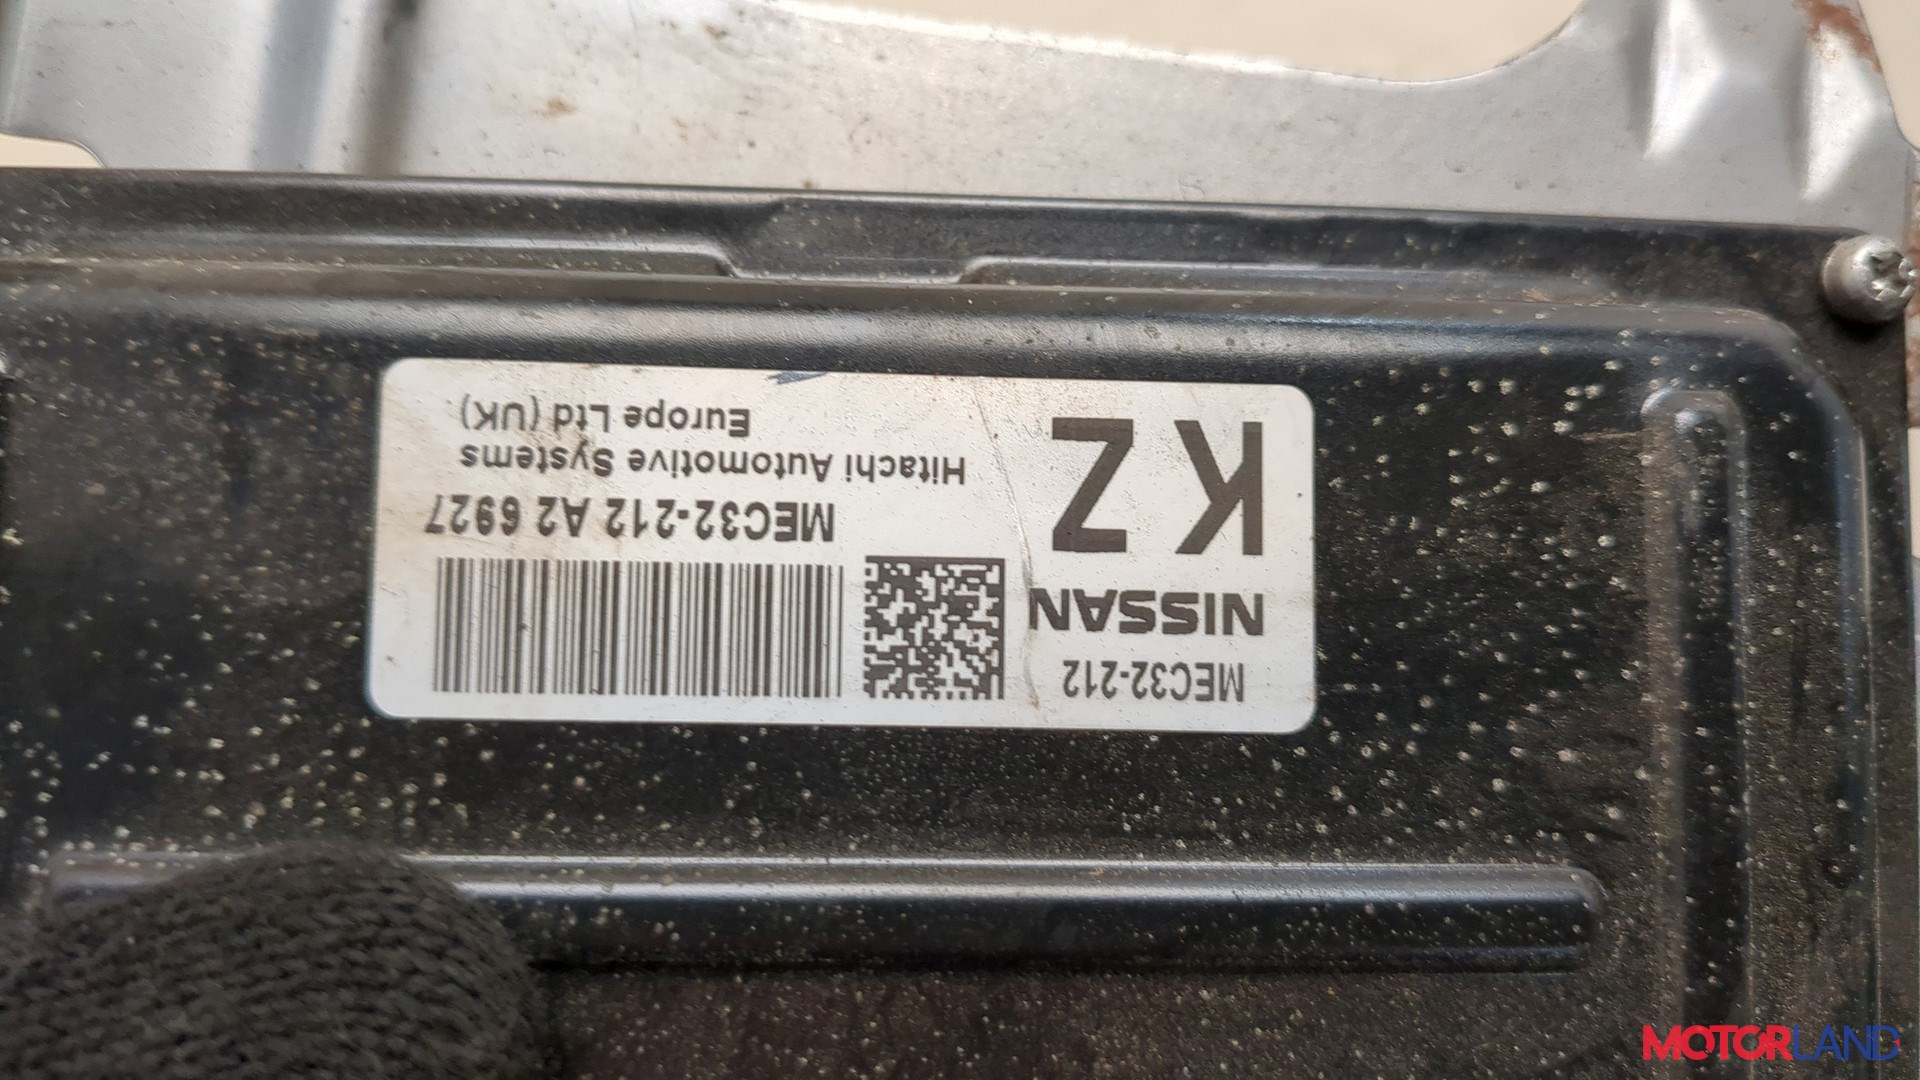 MEC32-212
NISSAN
KZ
MEC32-212 A2 6927
Hitachi Automotive Systems
Europe Ltd (UK)
MOTORLAND